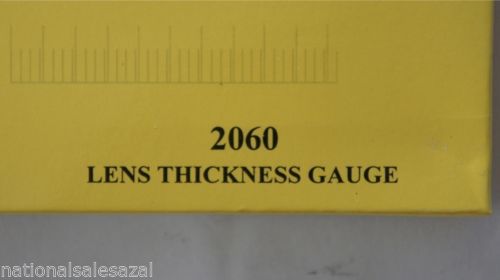 2060
LENS THICKNESS GAUGE
nationalsalesazal